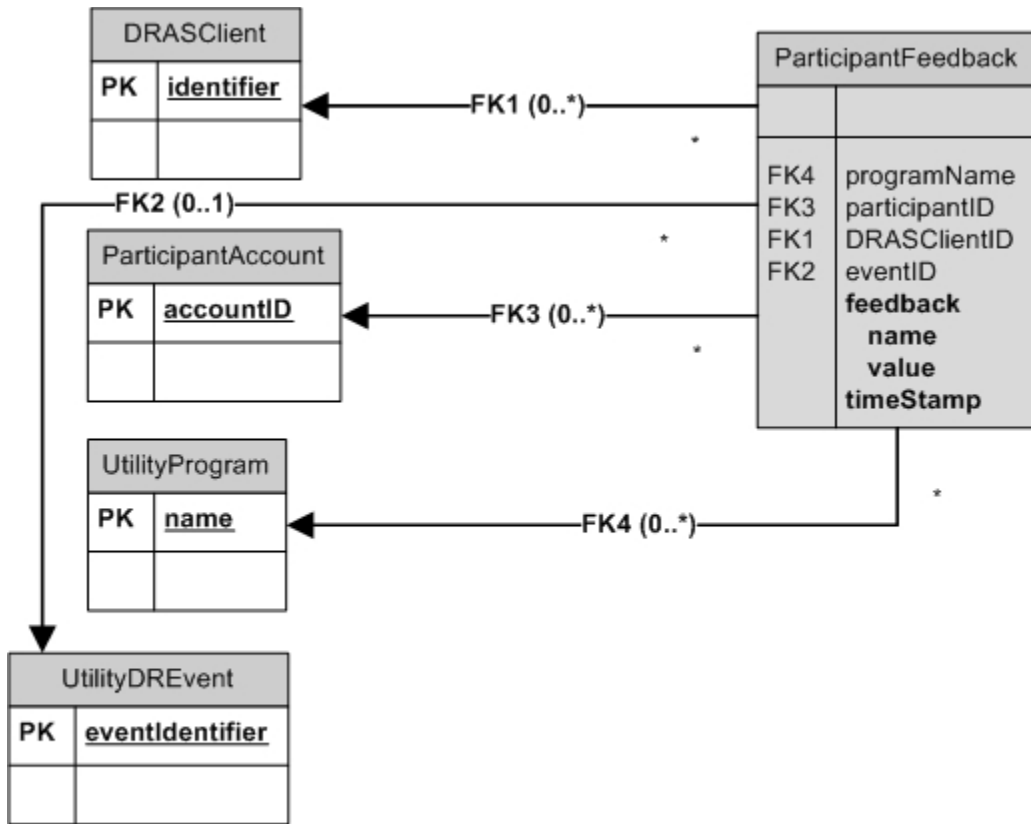 DRASClient
PK identifier
ParticipantFeedback
FK1 (0..*)
*
FK4 programName
FK3 participantID
FK1 DRASClientID
FK2 eventID
feedback
name
value
timeStamp
FK2 (0..1)
*
ParticipantAccount
PK accountID
FK3 (0..*)
*
UtilityProgram
PK name
FK4 (0..*)
*
UtilityDREvent
PK eventIdentifier